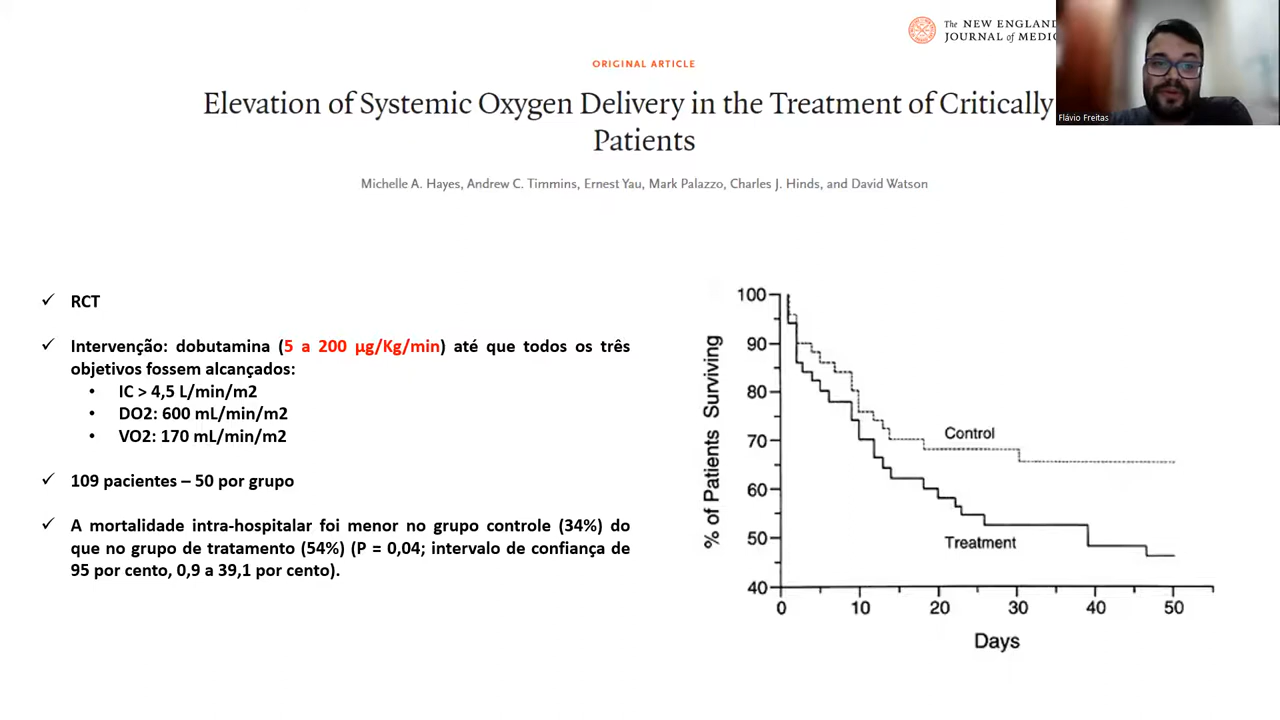 The NEW ENGLAND
JOURNAL of
ORIGINAL ARTICLE
Elevation of Systemic Oxygen Delivery in the Treatment of Critically
Patients
Michelle A. Hayes, Andrew C. Timmins, Ernest Yau, Mark Palazzo, Charles J. Hinds, and David Watson
Flávio Freitas
✓ RCT
✓ Intervenção: dobutamina (5 a 200 µg/Kg/min) até que todos os três
objetivos fossem alcançados:
• IC > 4,5 L/min/m2
• DO2: 600 mL/min/m2
• VO2: 170 mL/min/m2
✓ 109 pacientes – 50 por grupo
✓ A mortalidade intra-hospitalar foi menor no grupo controle (34%) do
que no grupo de tratamento (54%) (P = 0,04; intervalo de confiança de
95 por cento, 0,9 a 39,1 por cento).
% of Patients Surviving
100
90
80
70
60
50
40
Control
Treatment
0 10 20 30 40 50
Days